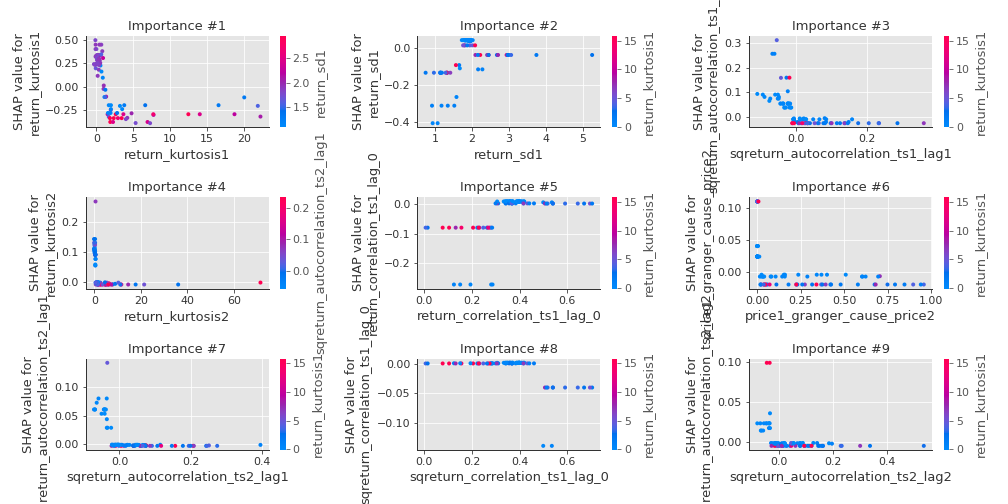 Importance #1
Importance #2
Importance #3
SHAP value for
return_kurtosis1
0.50
0.25
0.00
−0.25
0
5
10
15
20
return_kurtosis1
2.5
2.0
1.5
return_sd1
SHAP value for
return_sd1
0.0
−0.2
−0.4
1
2
3
4
5
return_sd1
15
10
5
0
return_kurtosis1
SHAP value for
sqreturn_autocorrelation_ts1_lag1
0.3
0.2
0.1
0.0
0.0
0.2
sqreturn_autocorrelation_ts1_lag1
15
10
5
0
return_kurtosis1
Importance #4
Importance #5
Importance #6
SHAP value for
return_kurtosis2
0.2
0.1
0.0
0
20
40
60
return_kurtosis2
0.2
0.1
0.0
sqreturn_autocorrelation_ts2_lag1
SHAP value for
return_correlation_ts1_lag_0
0.0
−0.1
−0.2
0.0
0.2
0.4
0.6
return_correlation_ts1_lag_0
15
10
5
0
return_kurtosis1
SHAP value for
price1_granger_cause_price2
0.10
0.05
0.00
0.00
0.25
0.50
0.75
1.00
price1_granger_cause_price2
15
10
5
0
return_kurtosis1
Importance #7
Importance #8
Importance #9
SHAP value for
sqreturn_autocorrelation_ts2_lag1
0.10
0.05
0.00
0.0
0.2
0.4
sqreturn_autocorrelation_ts2_lag1
15
10
5
0
return_kurtosis1
SHAP value for
sqreturn_correlation_ts1_lag_0
0.00
−0.05
−0.10
0.0
0.2
0.4
0.6
sqreturn_correlation_ts1_lag_0
15
10
5
0
return_kurtosis1
SHAP value for
sqreturn_autocorrelation_ts2_lag2
0.10
0.05
0.00
0.0
0.2
0.4
sqreturn_autocorrelation_ts2_lag2
15
10
5
0
return_kurtosis1